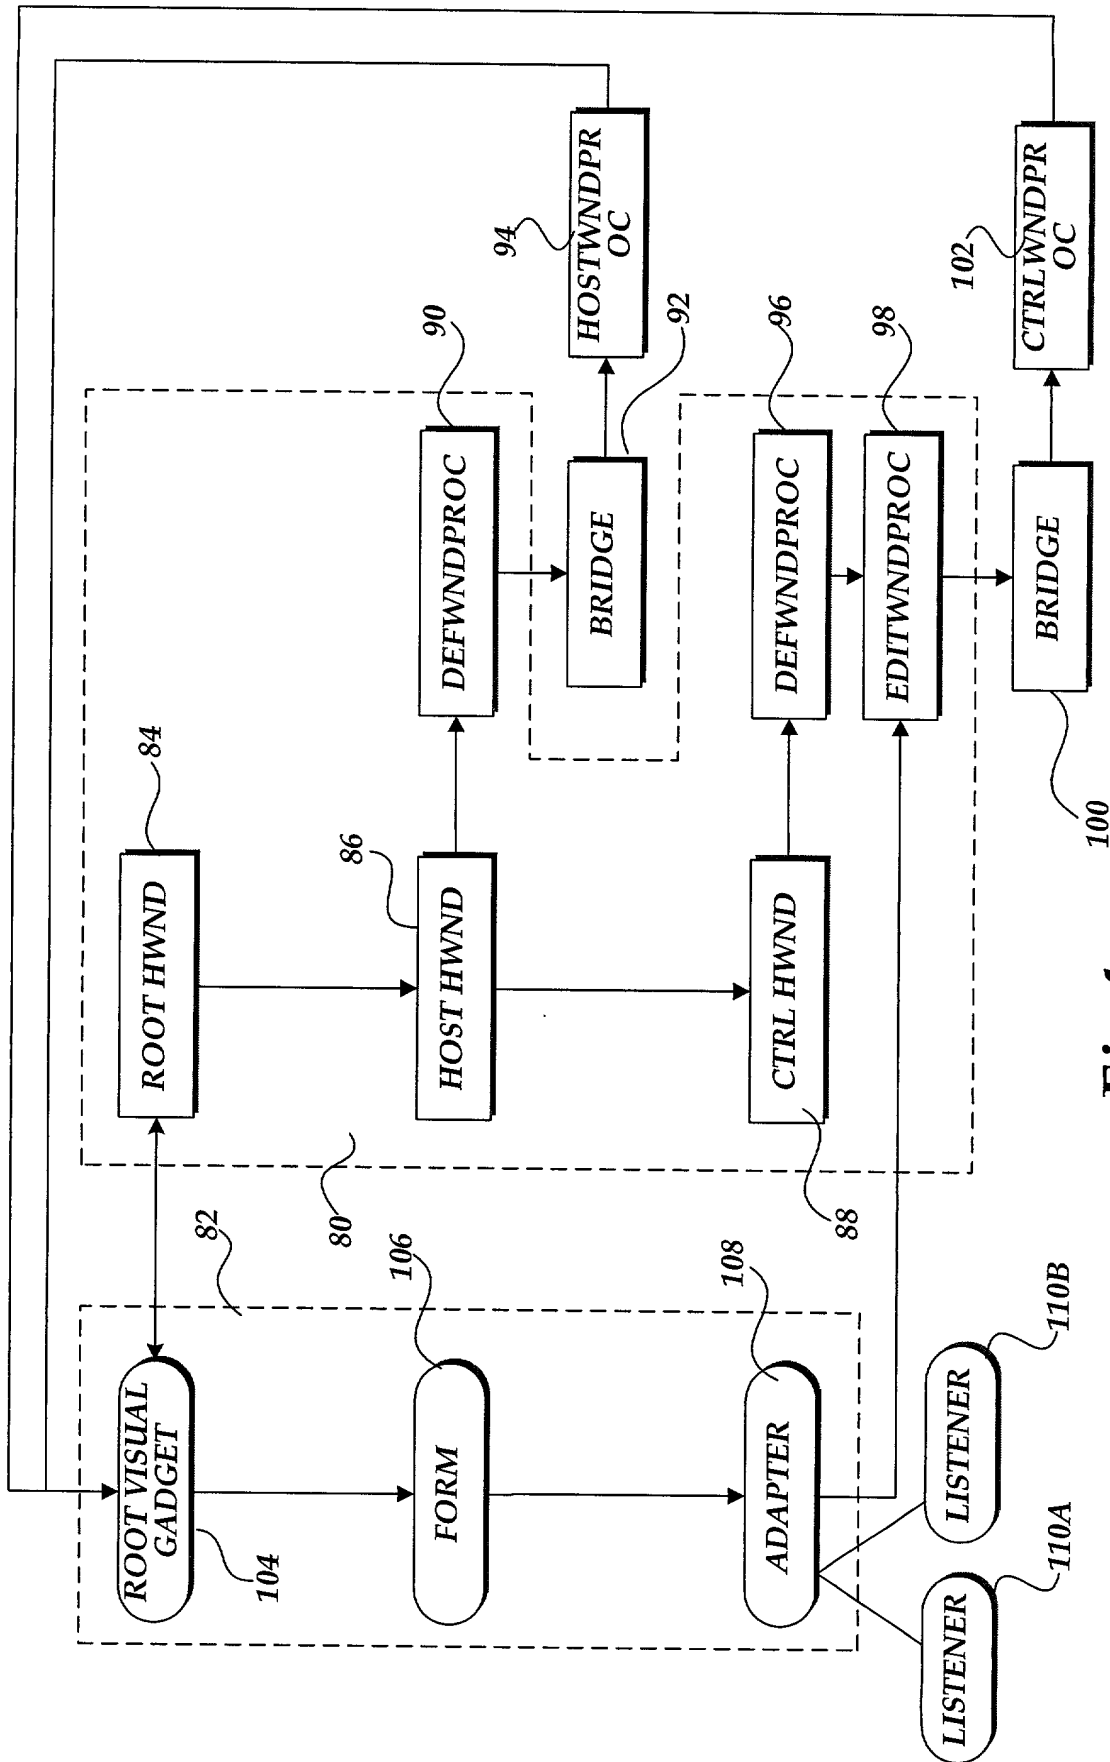 ROOT VISUAL
GADGET
104
82
ROOT HWND
84
80
FORM
106
HOST HWND
86
DEFWNDPROC
90
BRIDGE
92
HOSTWNDPR
OC
94
ADAPTER
108
CTRL HWND
88
DEFWNDPROC
96
EDITWNDPROC
98
BRIDGE
100
CTRLWNDPR
OC
102
LISTENER
110A
LISTENER
110B